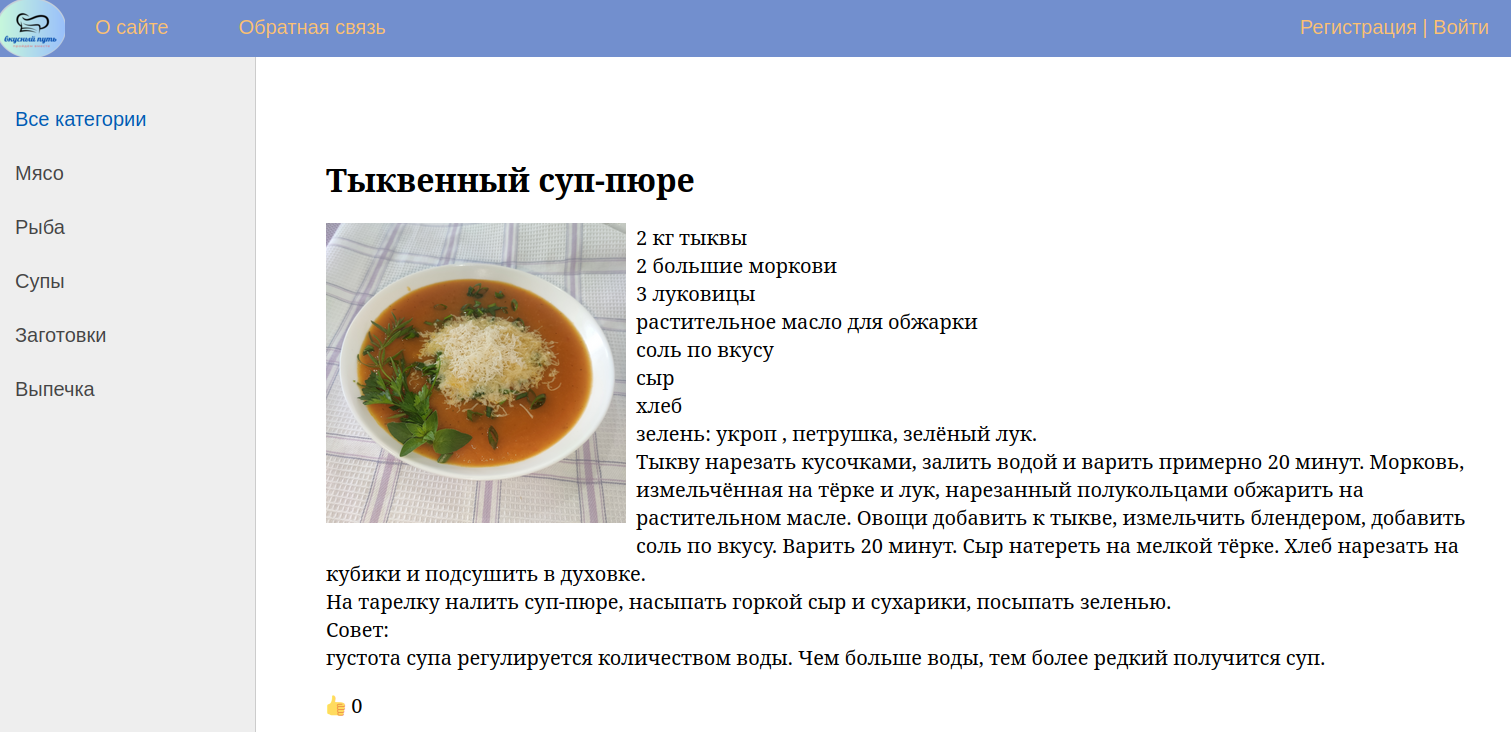 вкусный путь
О сайте
Обратная связь
Регистрация | Войти
Все категории
Мясо
Рыба
Супы
Заготовки
Выпечка
Тыквенный суп-пюре
2 кг тыквы
2 большие моркови
3 луковицы
растительное масло для обжарки
соль по вкусу
сыр
хлеб
зелень: укроп , петрушка, зелёный лук.
Тыкву нарезать кусочками, залить водой и варить примерно 20 минут. Морковь,
измельчённая на тёрке и лук, нарезанный полукольцами обжарить на
растительном масле. Овощи добавить к тыкве, измельчить блендером, добавить
соль по вкусу. Варить 20 минут. Сыр натереть на мелкой тёрке. Хлеб нарезать на
кубики и подсушить в духовке.
На тарелку налить суп-пюре, насыпать горкой сыр и сухарики, посыпать зеленью.
Совет:
густота супа регулируется количеством воды. Чем больше воды, тем более редкий получится суп.
0